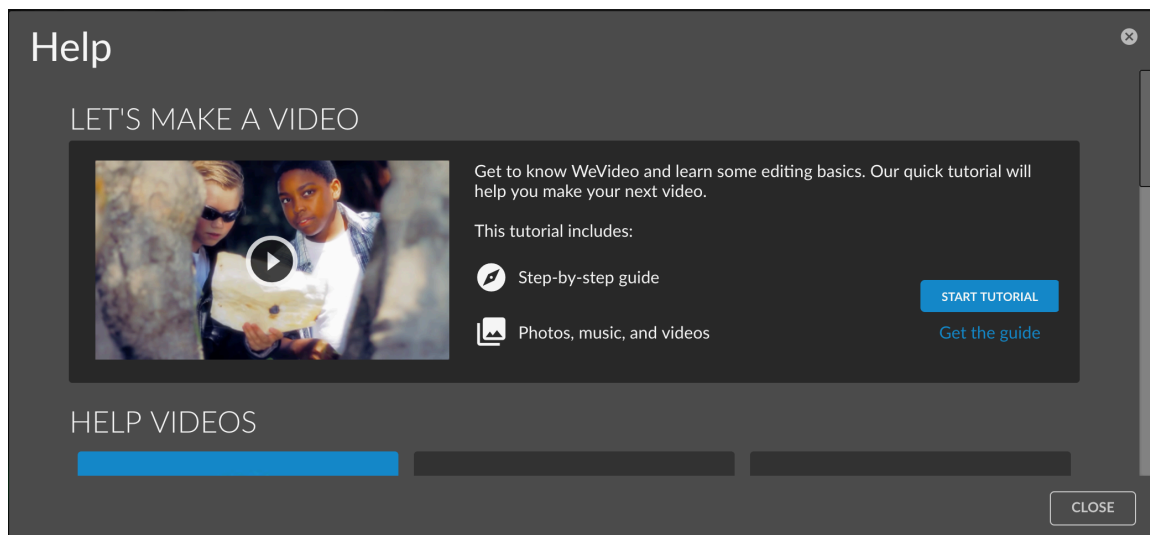 Help
LET'S MAKE A VIDEO
Get to know WeVideo and learn some editing basics. Our quick tutorial will
help you make your next video.
This tutorial includes:
Step-by-step guide
START TUTORIAL
Photos, music, and videos
Get the guide
HELP VIDEOS
CLOSE